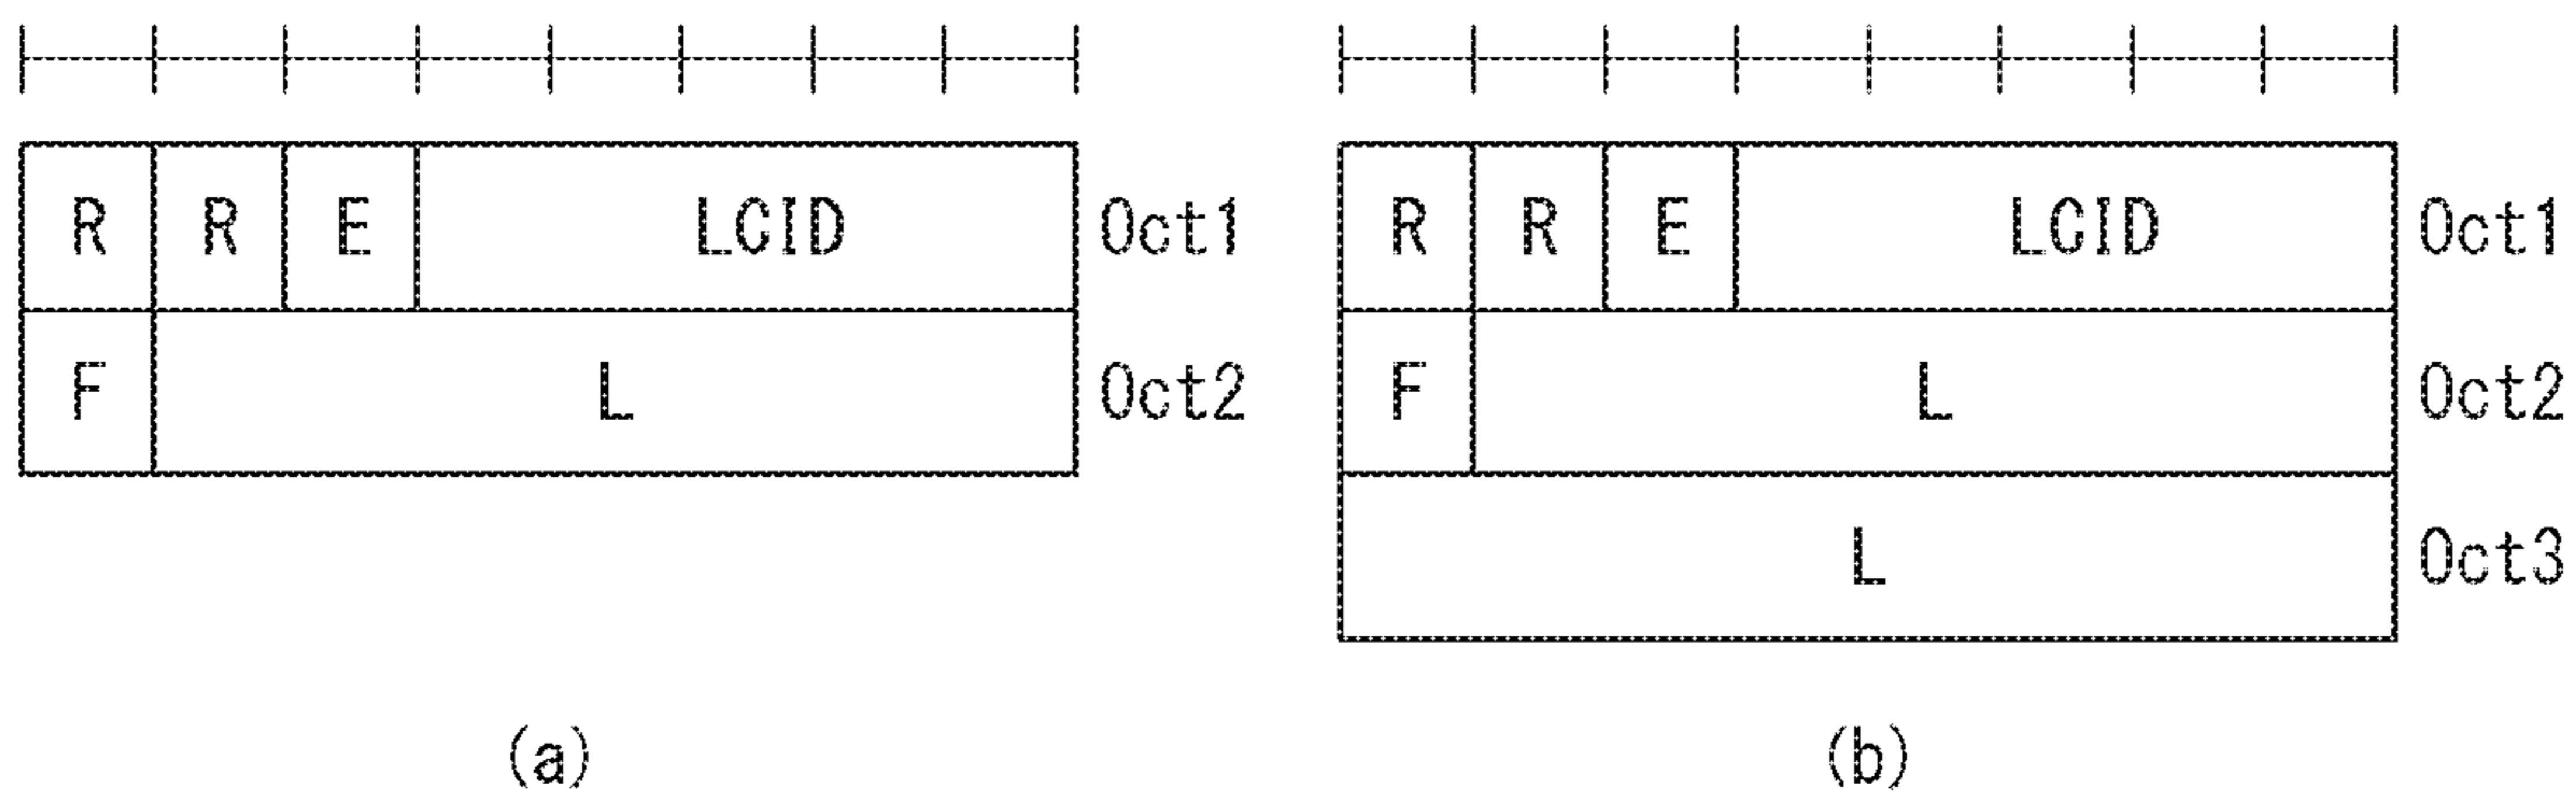 R R E LCID Oct1
F L Oct2
(a)
R R E LCID Oct1
F L Oct2
L Oct3
(b)